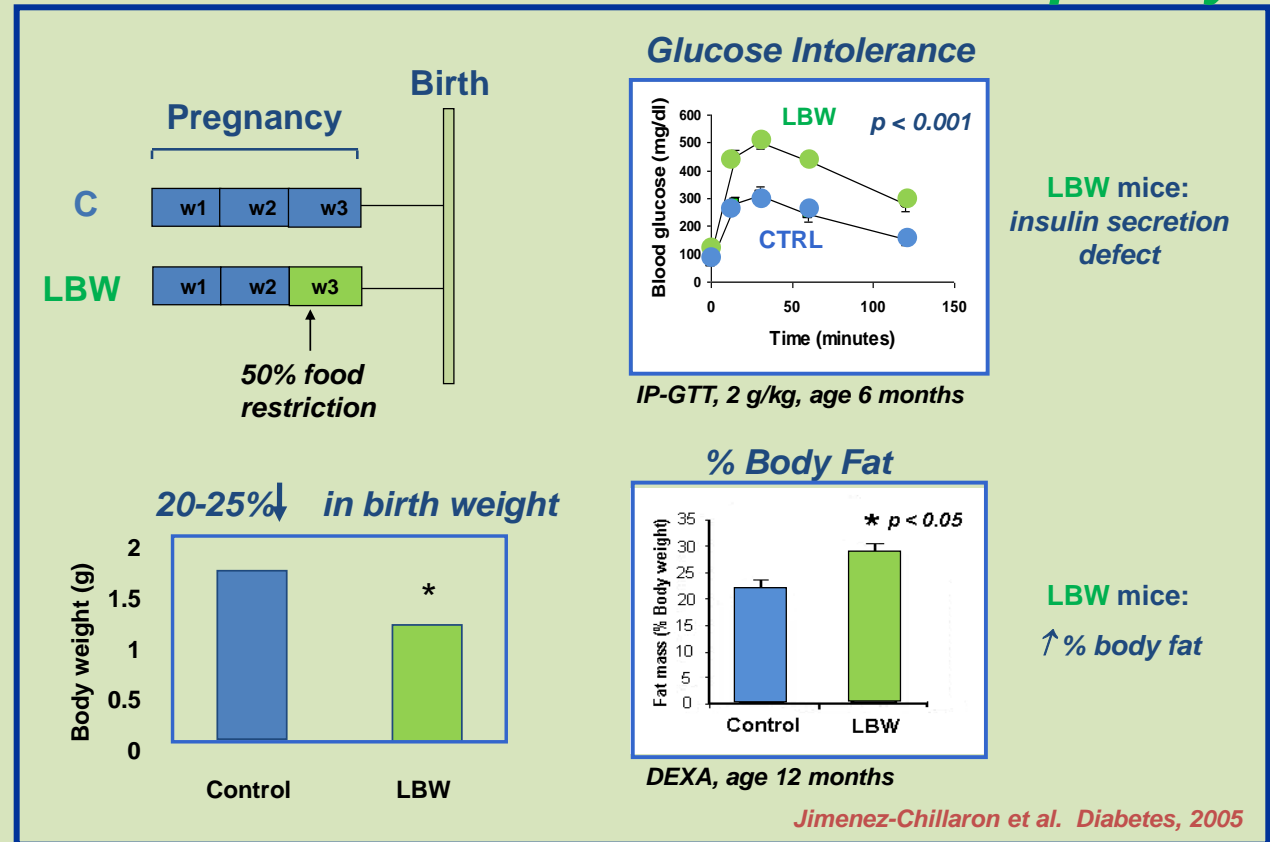 Pregnancy
Birth
C
w1 w2 w3
LBW
w1 w2 w3
50% food
restriction
Glucose Intolerance
LBW
p < 0.001
CTRL
Blood glucose (mg/dl)
600
500
400
300
200
100
0
0 50 100 150
Time (minutes)
IP-GTT, 2 g/kg, age 6 months
LBW mice:
insulin secretion
defect
20-25%↓ in birth weight
Body weight (g)
2
1.5
1
0.5
0
*
Control LBW
% Body Fat
* p < 0.05
Fat mass (% Body weight)
35
30
25
20
15
10
5
0
Control LBW
DEXA, age 12 months
LBW mice:
↑ % body fat
Jimenez-Chillaron et al. Diabetes, 2005